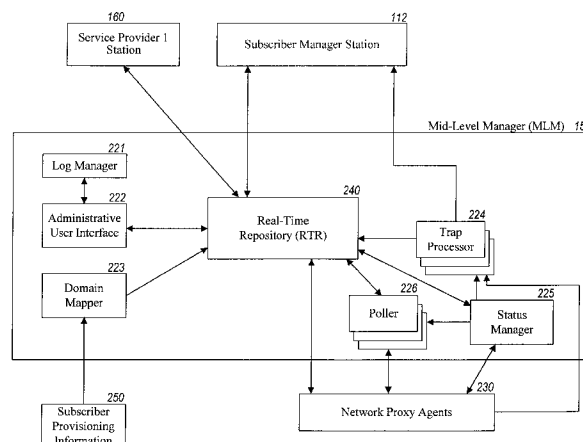 160
Service Provider 1
Station
112
Subscriber Manager Station
Mid-Level Manager (MLM)
221
Log Manager
222
Administrative
User Interface
240
Real-Time
Repository (RTR)
224
Trap
Processor
223
Domain
Mapper
226
Poller
225
Status
Manager
250
Subscriber
Provisioning
Information
230
Network Proxy Agents